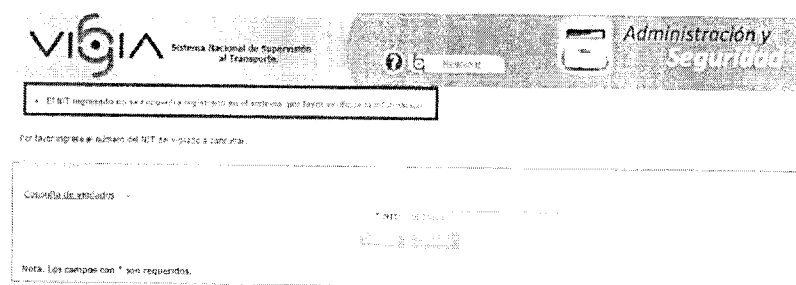 VIGIA
Sistema Nacional de Supervisión
al Transporte.
Administración y
Seguridad
El NIT ingresado no se encuentra registrado en el sistema, por favor verifique la información.
Por favor ingrese el número del NIT de vigilado a consultar.
Consulta de vigilados
* NIT:
Nota. Los campos con * son requeridos.